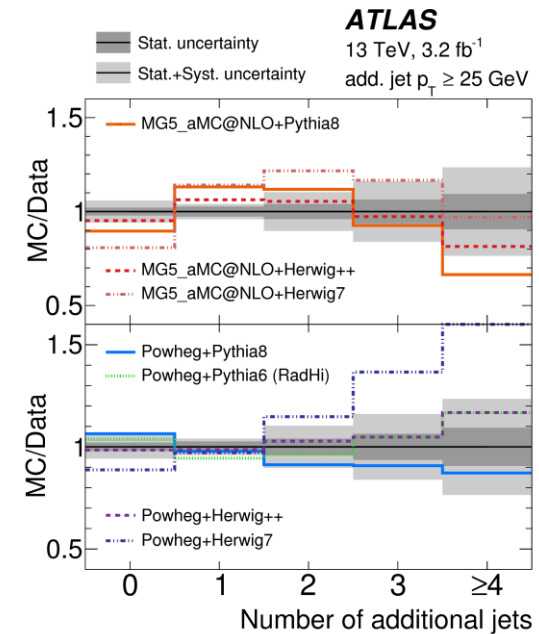 ATLAS
Stat. uncertainty
13 TeV, 3.2 fb⁻¹
Stat.+Syst. uncertainty
add. jet p_T ≥ 25 GeV
MC/Data
1.5
1
0.5
MG5_aMC@NLO+Pythia8
MG5_aMC@NLO+Herwig++
MG5_aMC@NLO+Herwig7
MC/Data
1.5
1
0.5
Powheg+Pythia8
Powheg+Pythia6 (RadHi)
Powheg+Herwig++
Powheg+Herwig7
0 1 2 3 ≥4
Number of additional jets